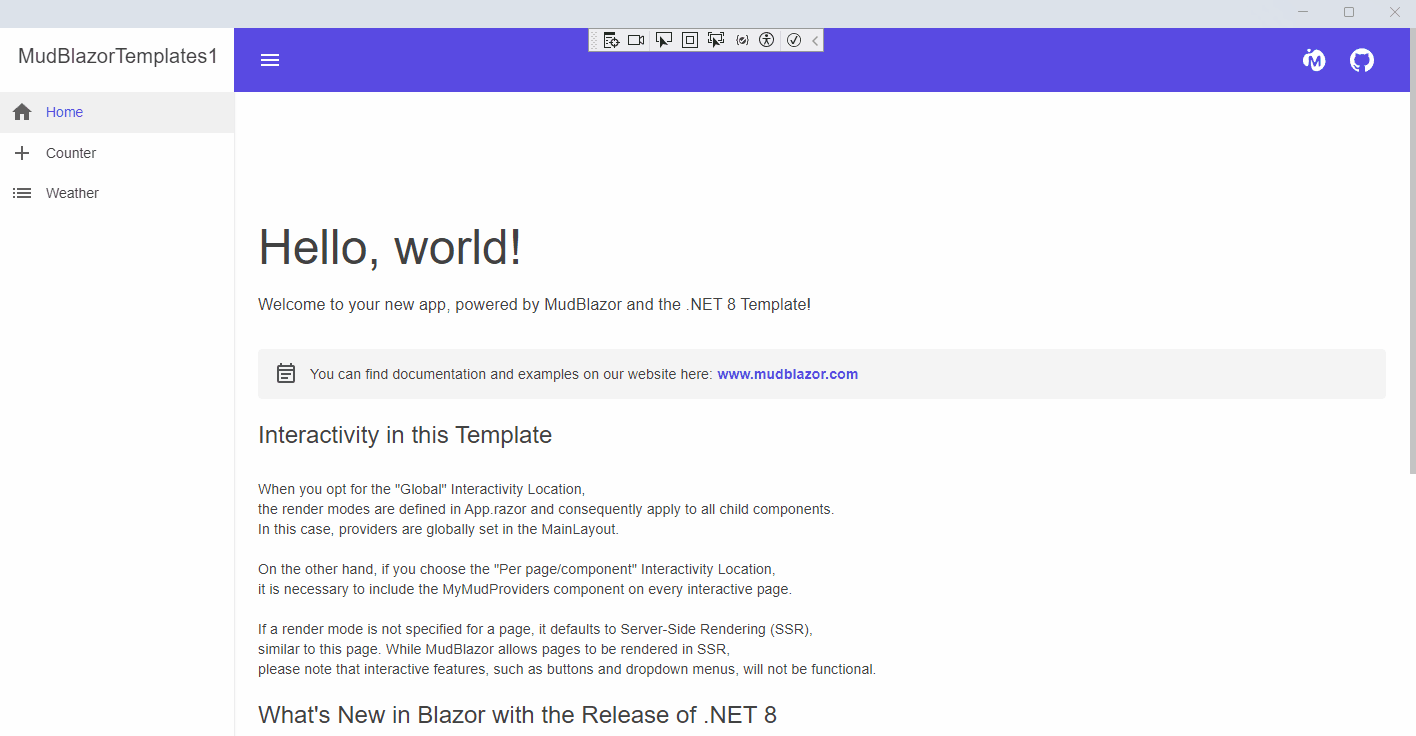 MudBlazorTemplates1
Home
Counter
Weather
Hello, world!
Welcome to your new app, powered by MudBlazor and the .NET 8 Template!
You can find documentation and examples on our website here: www.mudblazor.com
Interactivity in this Template
When you opt for the "Global" Interactivity Location,
the render modes are defined in App.razor and consequently apply to all child components.
In this case, providers are globally set in the MainLayout.
On the other hand, if you choose the "Per page/component" Interactivity Location,
it is necessary to include the MyMudProviders component on every interactive page.
If a render mode is not specified for a page, it defaults to Server-Side Rendering (SSR),
similar to this page. While MudBlazor allows pages to be rendered in SSR,
please note that interactive features, such as buttons and dropdown menus, will not be functional.
What's New in Blazor with the Release of .NET 8